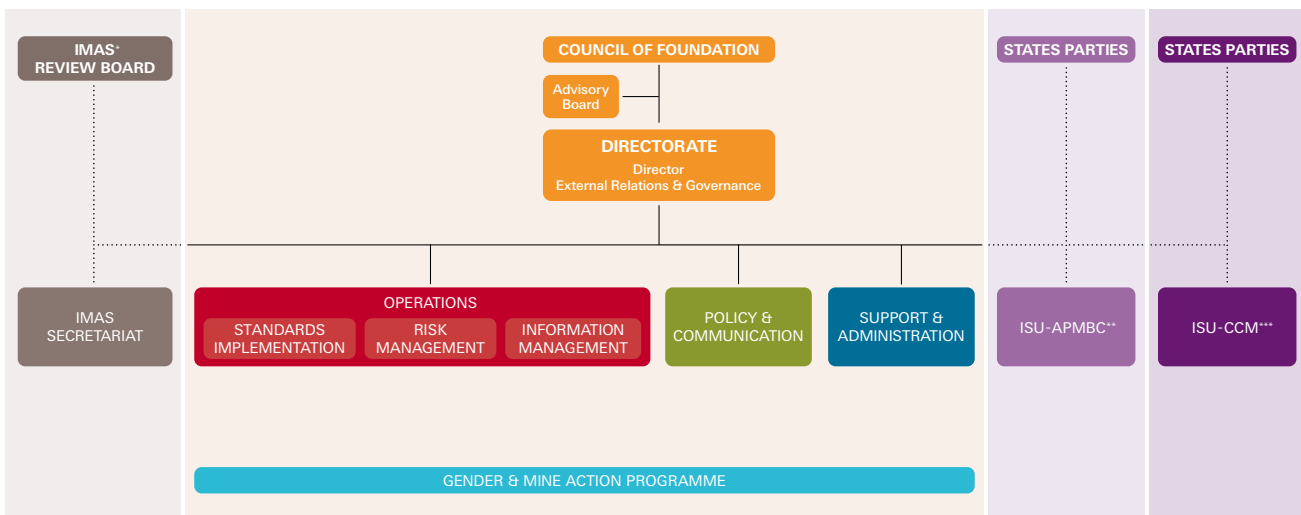 IMAS*
REVIEW BOARD
COUNCIL OF FOUNDATION
STATES PARTIES
STATES PARTIES
Advisory
Board
DIRECTORATE
Director
External Relations & Governance
IMAS
SECRETARIAT
OPERATIONS
STANDARDS
IMPLEMENTATION
RISK
MANAGEMENT
INFORMATION
MANAGEMENT
POLICY &
COMMUNICATION
SUPPORT &
ADMINISTRATION
ISU-APMBC**
ISU-CCM***
GENDER & MINE ACTION PROGRAMME